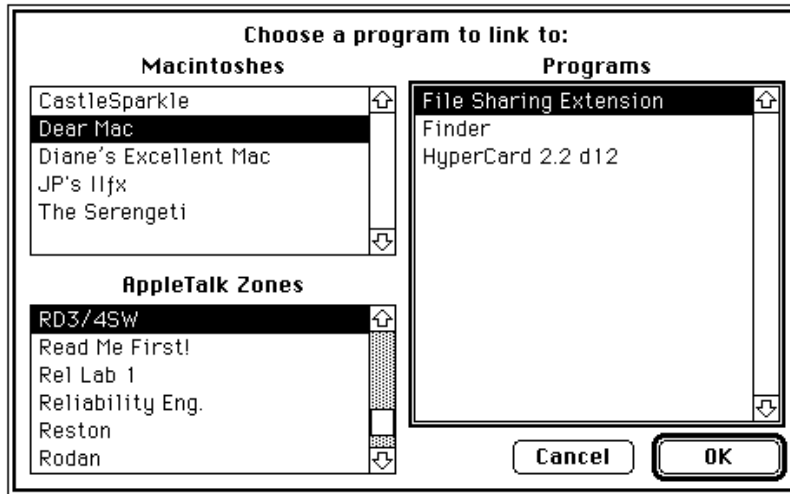 Choose a program to link to:
Macintoshes
CastleSparkle
Dear Mac
Diane's Excellent Mac
JP's IIfx
The Serengeti
AppleTalk Zones
RD3/4SW
Read Me First!
Rel Lab 1
Reliability Eng.
Reston
Rodan
Programs
File Sharing Extension
Finder
HyperCard 2.2 d12
Cancel
OK